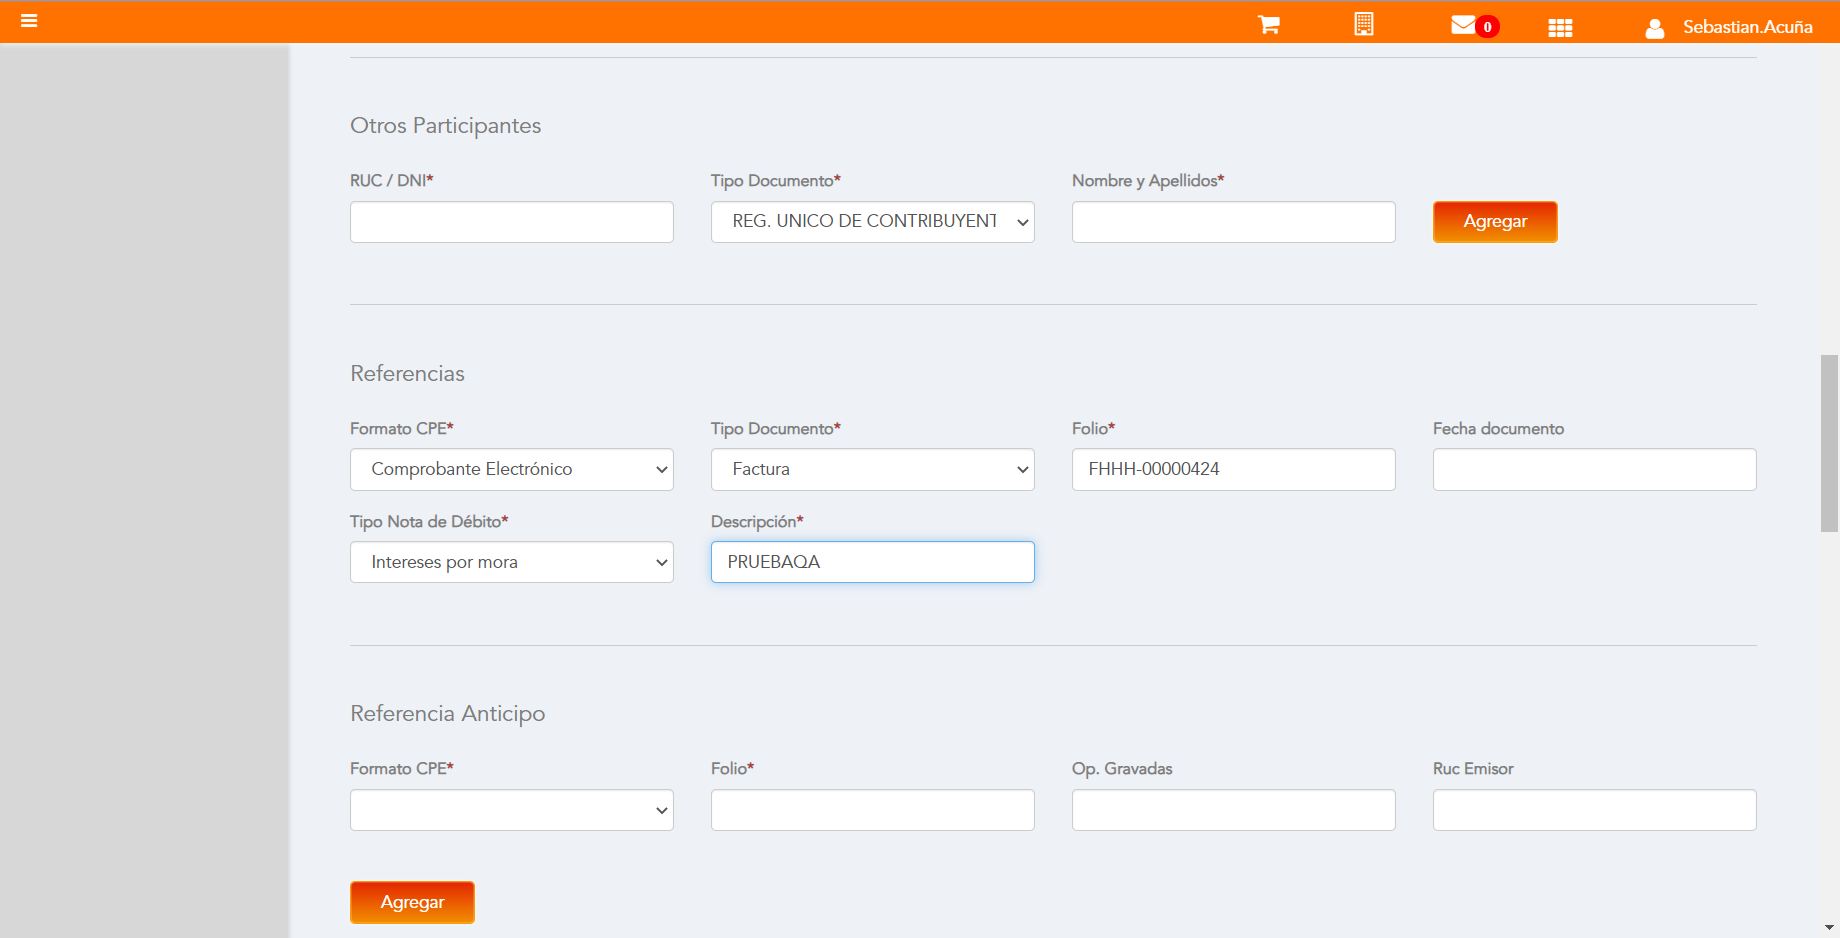 0
Sebastian.Acuña
Otros Participantes
RUC / DNI* Tipo Documento* Nombre y Apellidos*
REG. UNICO DE CONTRIBUYENT
Agregar
Referencias
Formato CPE* Tipo Documento* Folio* Fecha documento
Comprobante Electrónico Factura FHHH-00000424
Tipo Nota de Débito* Descripción*
Intereses por mora PRUEBAQA
Referencia Anticipo
Formato CPE* Folio* Op. Gravadas Ruc Emisor
Agregar